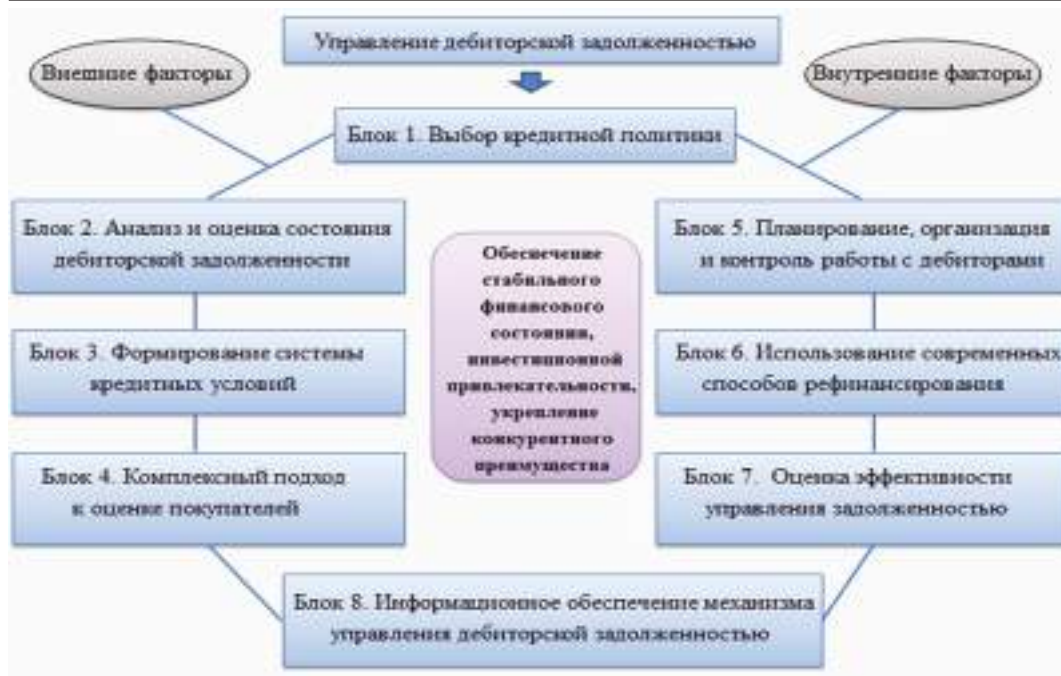 Управление дебиторской задолженностью
Внешние факторы
Внутренние факторы
Блок 1. Выбор кредитной политики
Блок 2. Анализ и оценка состояния
дебиторской задолженности
Блок 3. Формирование системы
кредитных условий
Блок 4. Комплексный подход
к оценке покупателей
Обеспечение
стабильного
финансового
состояния,
инвестиционной
привлекательности,
укрепление
конкурентного
преимущества
Блок 5. Планирование, организация
и контроль работы с дебиторами
Блок 6. Использование современных
способов рефинансирования
Блок 7. Оценка эффективности
управления задолженностью
Блок 8. Информационное обеспечение механизма
управления дебиторской задолженностью